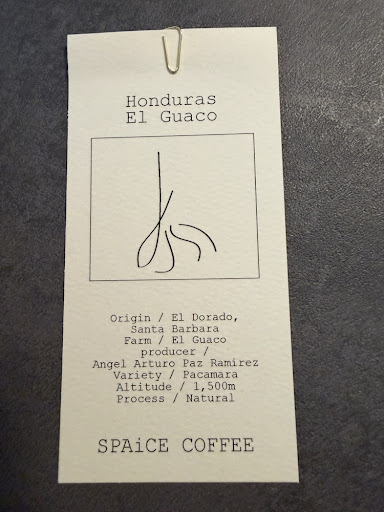 Honduras
El Guaco
Origin / El Dorado,
Santa Barbara
Farm / El Guaco
producer /
Angel Arturo Paz Ramirez
Variety / Pacamara
Altitude / 1,500m
Process / Natural
SPAiCE COFFEE